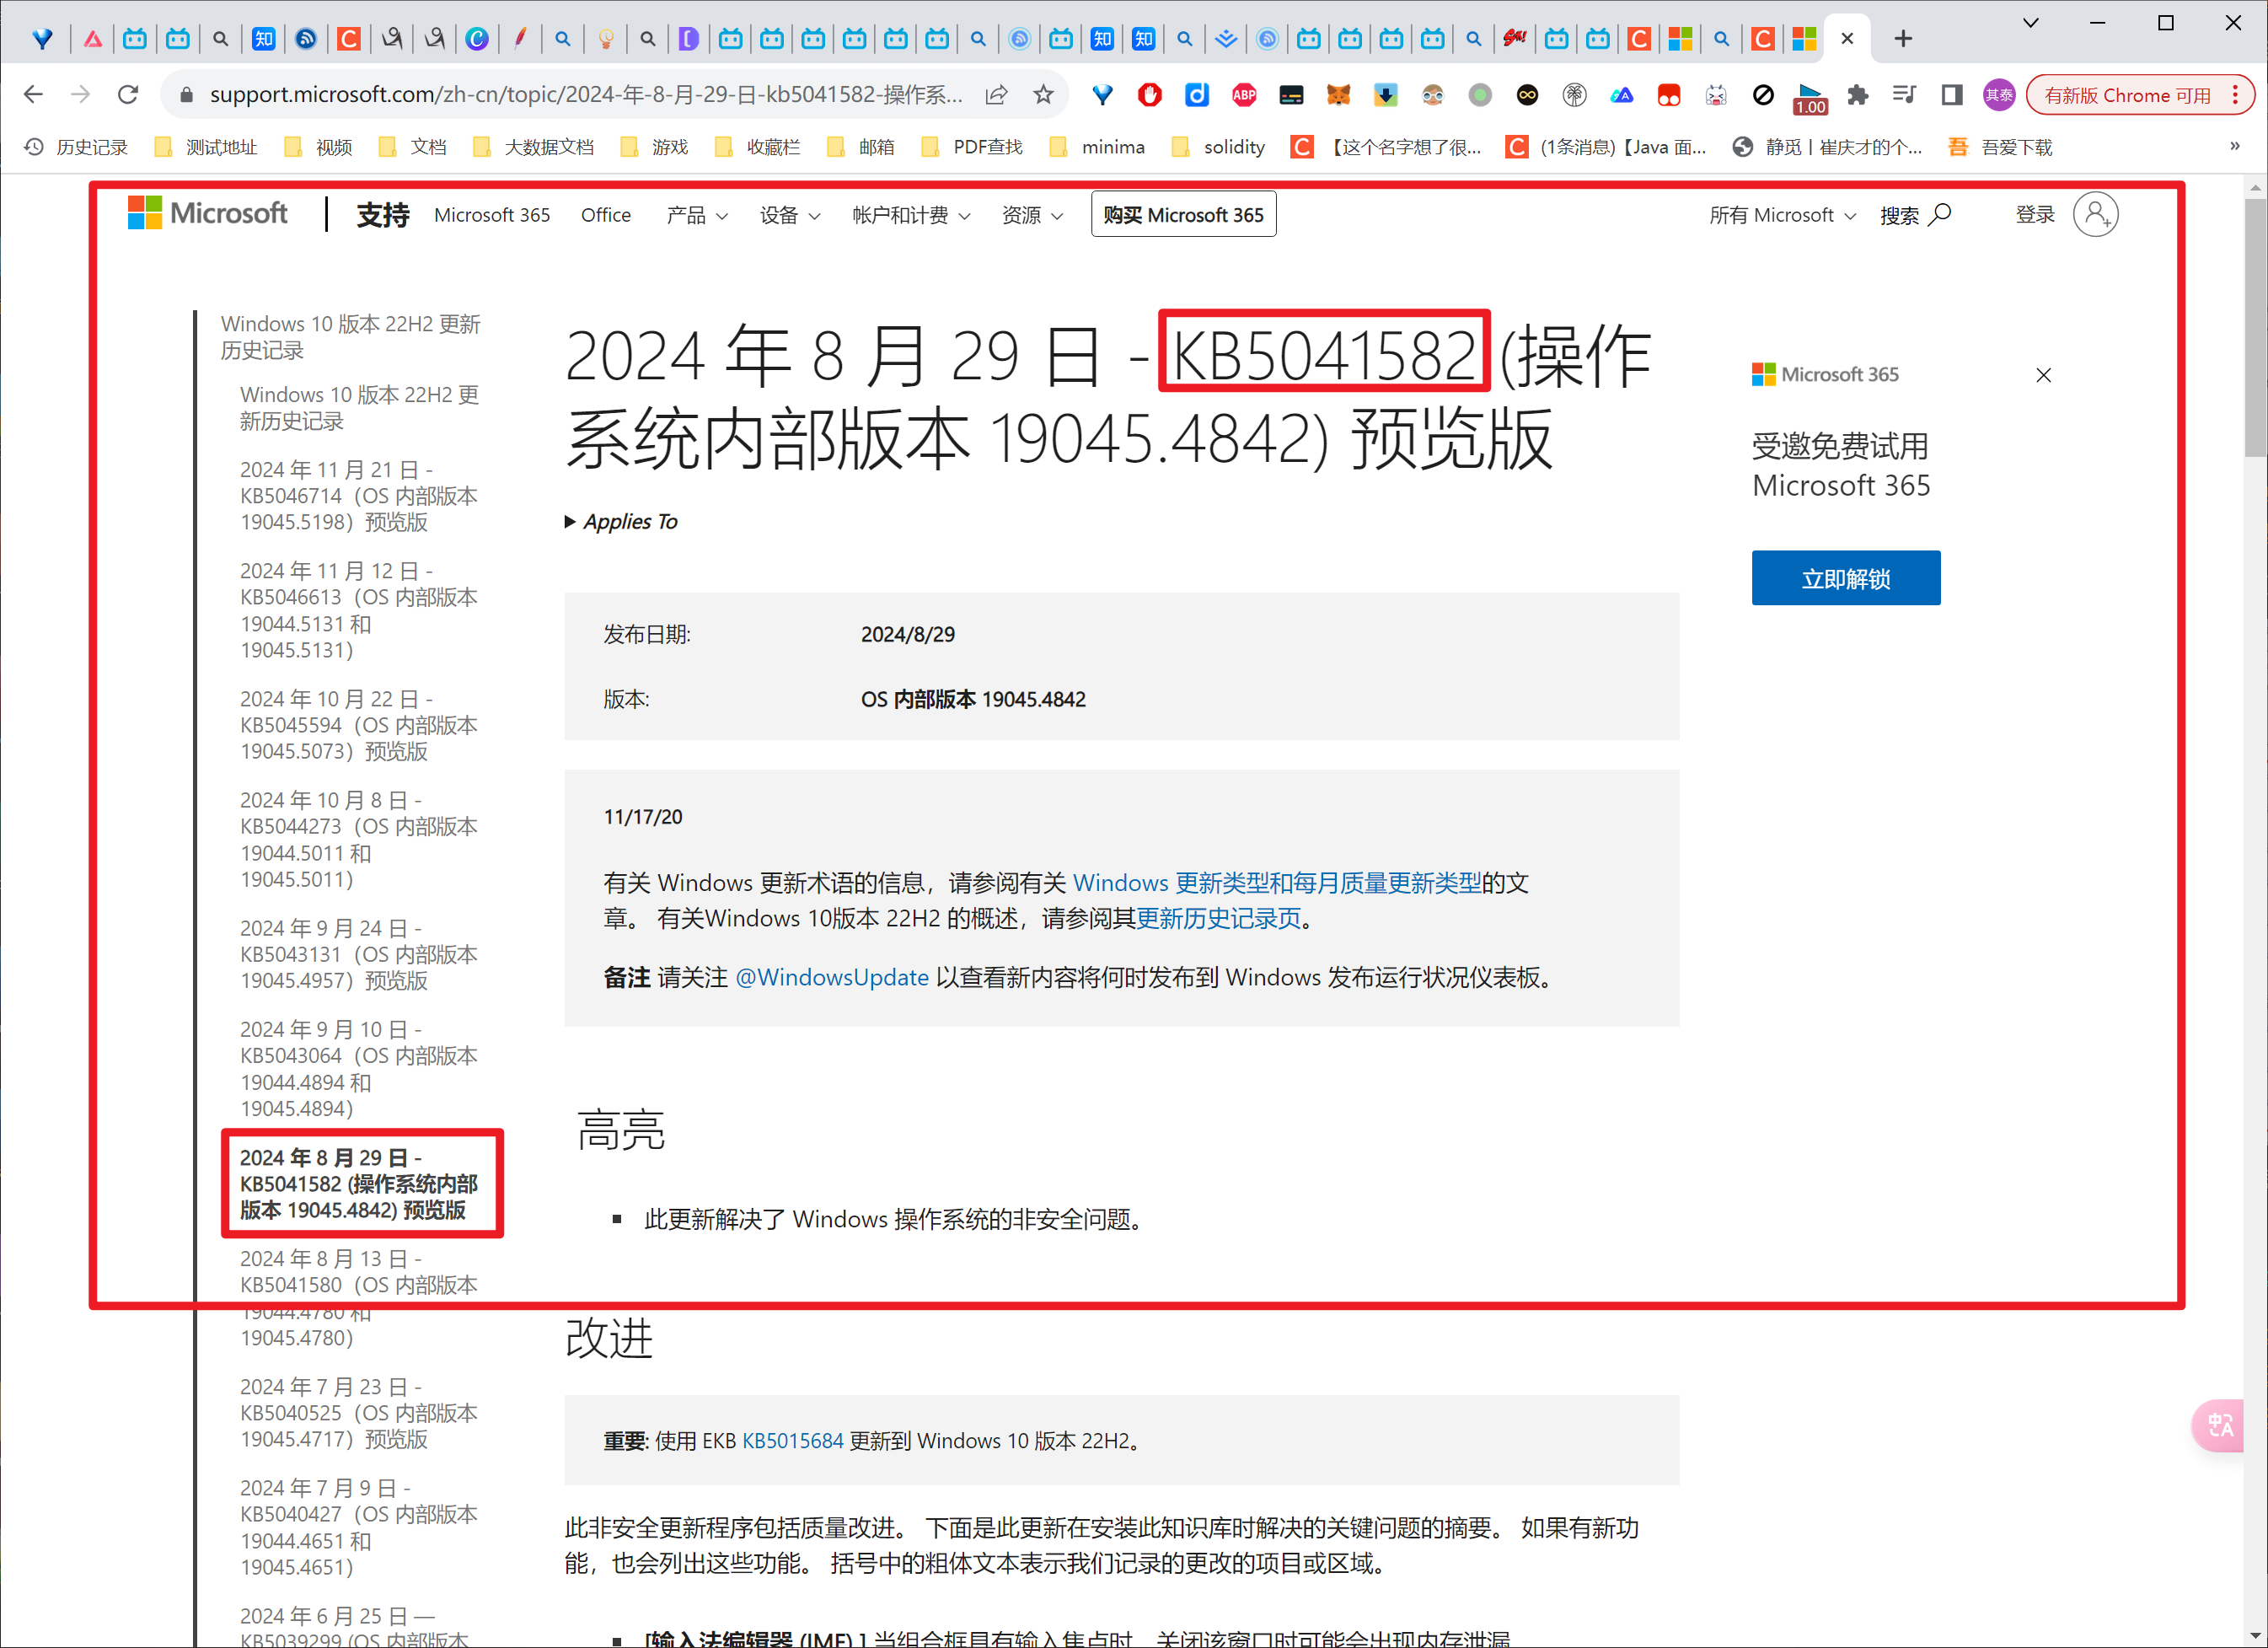 support.microsoft.com/zh-cn/topic/2024-年-8-月-29-日-kb5041582-操作系...
ABP
1.00
其泰
有新版 Chrome 可用
历史记录
测试地址
视频
文档
大数据文档
游戏
收藏栏
邮箱
PDF查找
minima
solidity
【这个名字想了很...
(1条消息)【Java 面...
静觅丨崔庆才的个...
吾爱下载
»
Microsoft
支持
Microsoft 365
Office
产品
设备
帐户和计费
资源
购买 Microsoft 365
所有 Microsoft
搜索
登录
Windows 10 版本 22H2 更新
历史记录
Windows 10 版本 22H2 更
新历史记录
2024 年 11 月 21 日 -
KB5046714（OS 内部版本
19045.5198）预览版
2024 年 11 月 12 日 -
KB5046613（OS 内部版本
19044.5131 和
19045.5131）
2024 年 10 月 22 日 -
KB5045594（OS 内部版本
19045.5073）预览版
2024 年 10 月 8 日 -
KB5044273（OS 内部版本
19044.5011 和
19045.5011）
2024 年 9 月 24 日 -
KB5043131（OS 内部版本
19045.4957）预览版
2024 年 9 月 10 日 -
KB5043064（OS 内部版本
19044.4894 和
19045.4894）
2024 年 8 月 29 日 -
KB5041582 (操作系统内部
版本 19045.4842) 预览版
2024 年 8 月 13 日 -
KB5041580（OS 内部版本
19044.4780 和
19045.4780）
2024 年 7 月 23 日 -
KB5040525（OS 内部版本
19045.4717）预览版
2024 年 7 月 9 日 -
KB5040427（OS 内部版本
19044.4651 和
19045.4651）
2024 年 6 月 25 日 —
KB5039299 (OS 内部版本
2024 年 8 月 29 日 - KB5041582 (操作
系统内部版本 19045.4842) 预览版
Applies To
发布日期:
2024/8/29
版本:
OS 内部版本 19045.4842
11/17/20
有关 Windows 更新术语的信息，请参阅有关 Windows 更新类型和每月质量更新类型的文
章。 有关Windows 10版本 22H2 的概述，请参阅其更新历史记录页。
备注 请关注 @WindowsUpdate 以查看新内容将何时发布到 Windows 发布运行状况仪表板。
高亮
此更新解决了 Windows 操作系统的非安全问题。
改进
重要: 使用 EKB KB5015684 更新到 Windows 10 版本 22H2。
此非安全更新程序包括质量改进。 下面是此更新在安装此知识库时解决的关键问题的摘要。 如果有新功
能，也会列出这些功能。 括号中的粗体文本表示我们记录的更改的项目或区域。
[输入法编辑器 (IME) ] 当组合框具有输入焦点时，关闭该窗口时可能会出现内存泄漏
Microsoft 365
受邀免费试用
Microsoft 365
立即解锁